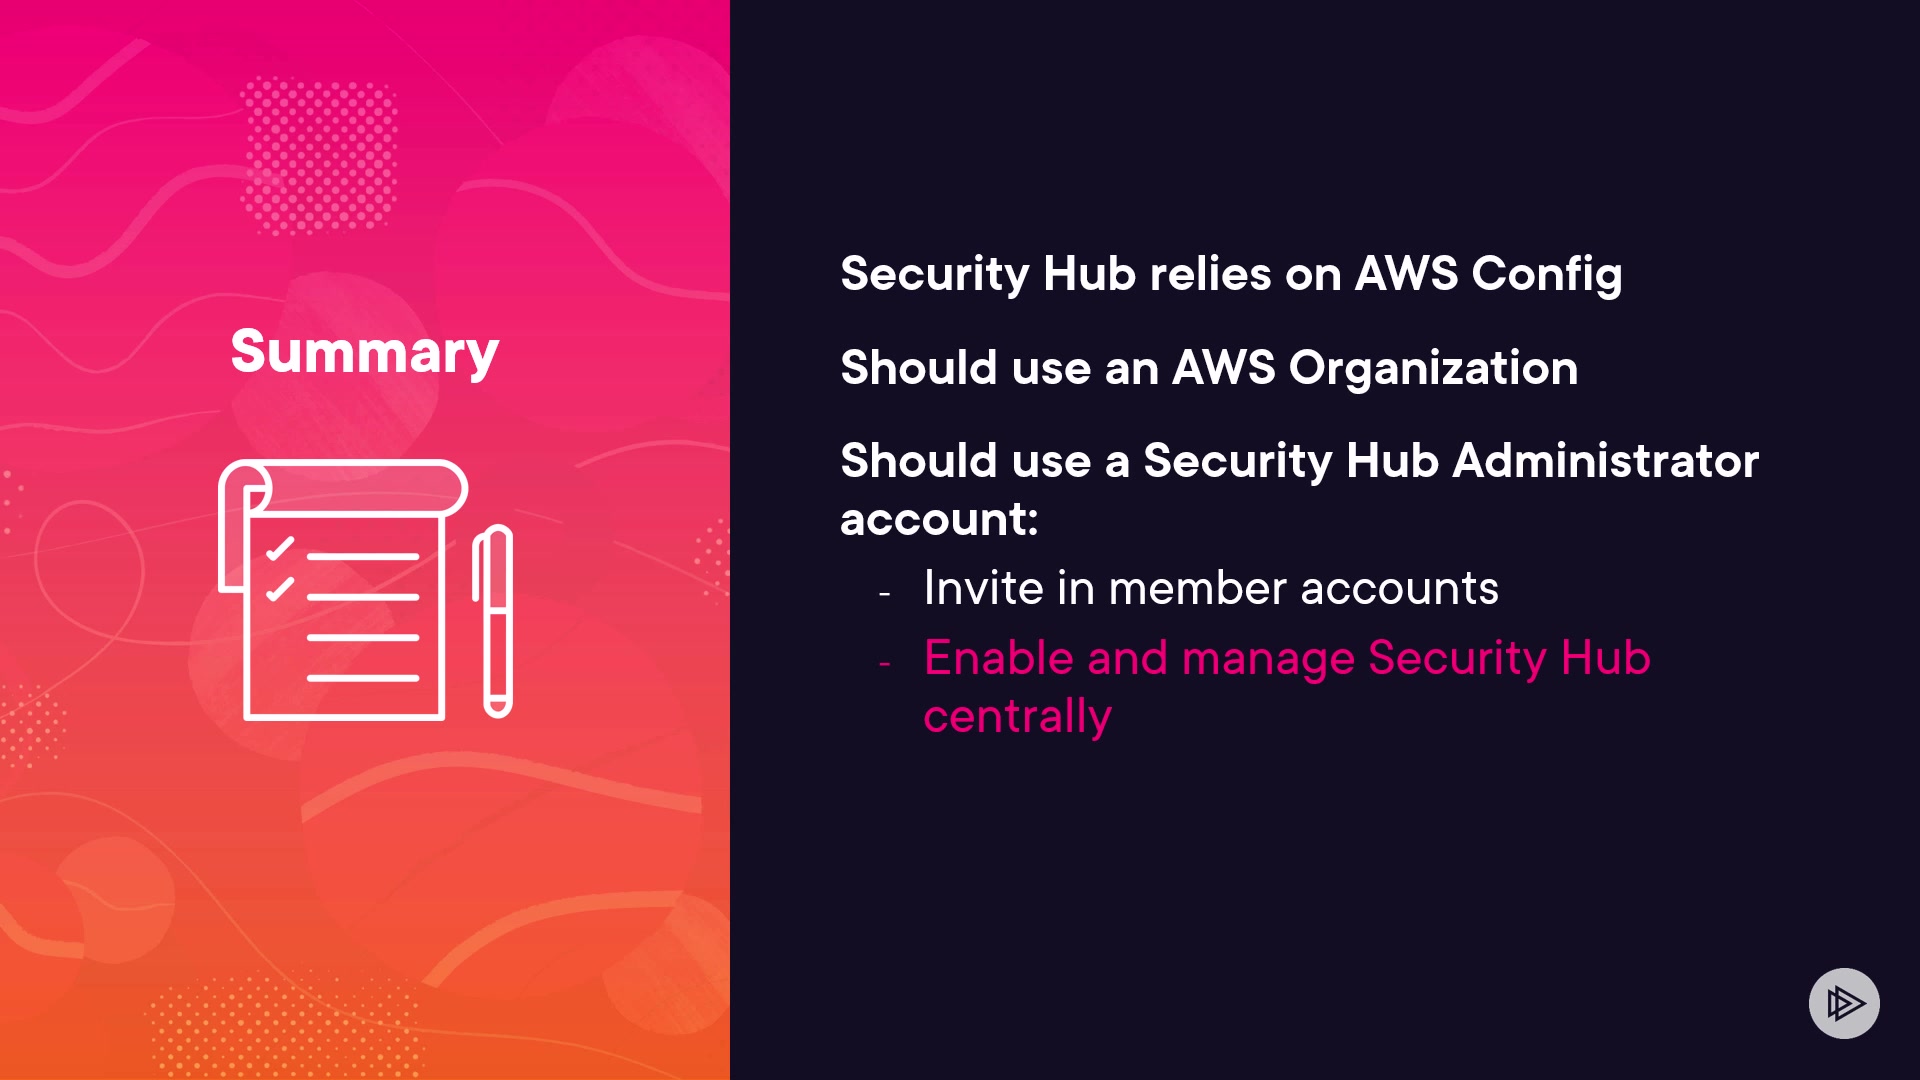 Summary
Security Hub relies on AWS Config
Should use an AWS Organization
Should use a Security Hub Administrator
account:
- Invite in member accounts
- Enable and manage Security Hub
centrally